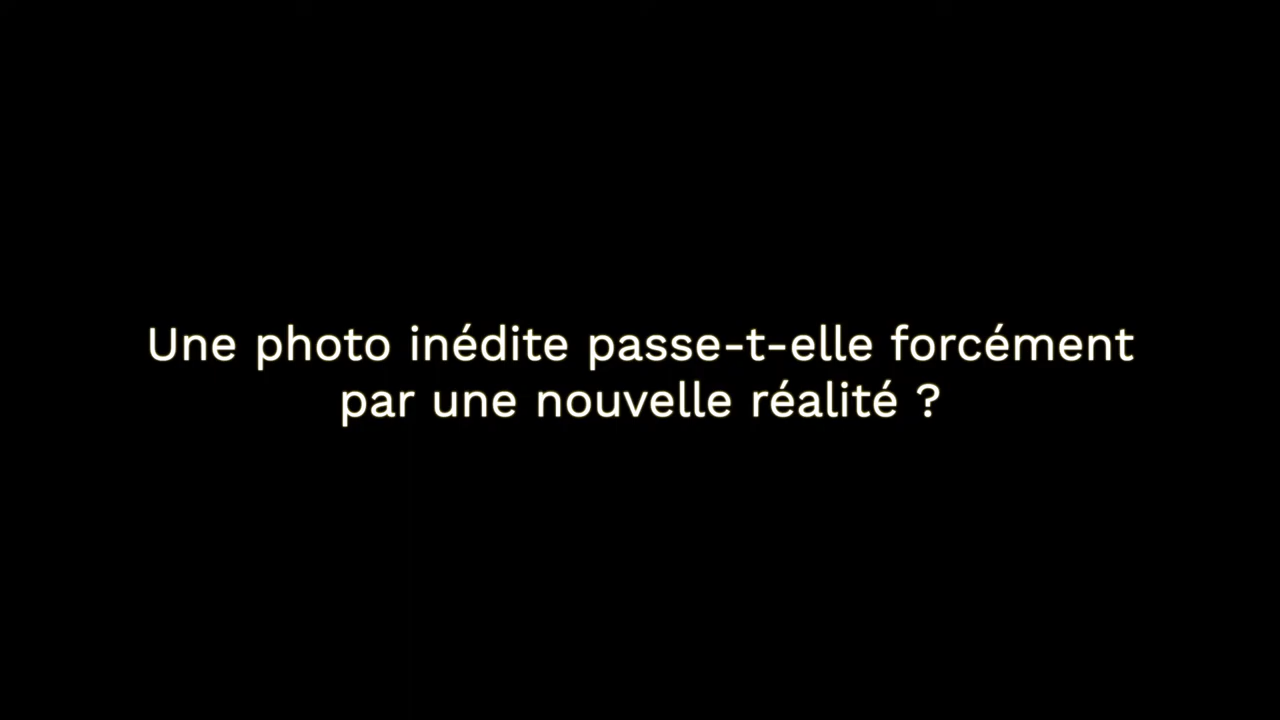 Une photo inédite passe-t-elle forcément
par une nouvelle réalité ?